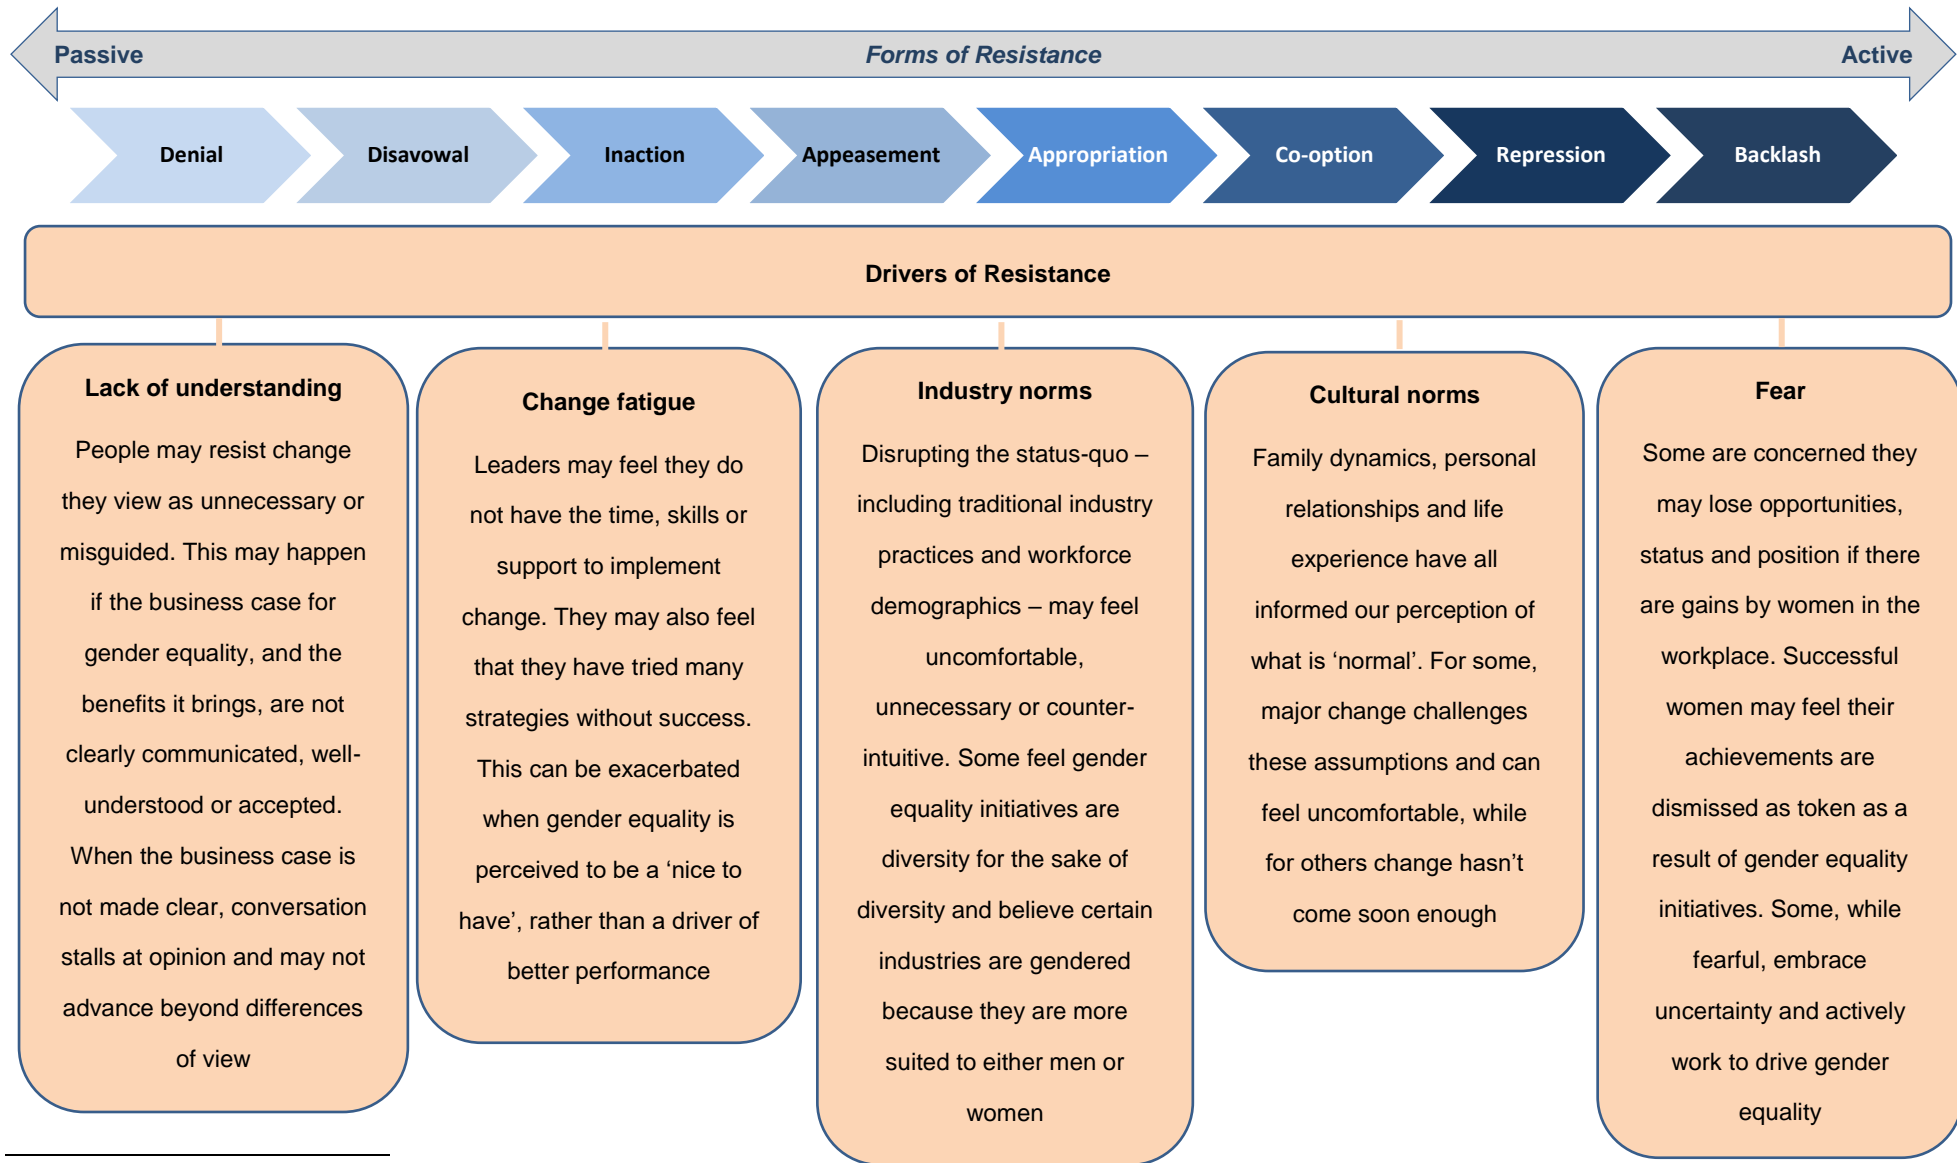 Passive Forms of Resistance Active
Denial Disavowal Inaction Appeasement Appropriation Co-option Repression Backlash
Drivers of Resistance
Lack of understanding
People may resist change
they view as unnecessary or
misguided. This may happen
if the business case for
gender equality, and the
benefits it brings, are not
clearly communicated, well-
understood or accepted.
When the business case is
not made clear, conversation
stalls at opinion and may not
advance beyond differences
of view
Change fatigue
Leaders may feel they do
not have the time, skills or
support to implement
change. They may also feel
that they have tried many
strategies without success.
This can be exacerbated
when gender equality is
perceived to be a ‘nice to
have’, rather than a driver of
better performance
Industry norms
Disrupting the status-quo –
including traditional industry
practices and workforce
demographics – may feel
uncomfortable,
unnecessary or counter-
intuitive. Some feel gender
equality initiatives are
diversity for the sake of
diversity and believe certain
industries are gendered
because they are more
suited to either men or
women
Cultural norms
Family dynamics, personal
relationships and life
experience have all
informed our perception of
what is ‘normal’. For some,
major change challenges
these assumptions and can
feel uncomfortable, while
for others change hasn’t
come soon enough
Fear
Some are concerned they
may lose opportunities,
status and position if there
are gains by women in the
workplace. Successful
women may feel their
achievements are
dismissed as token as a
result of gender equality
initiatives. Some, while
fearful, embrace
uncertainty and actively
work to drive gender
equality